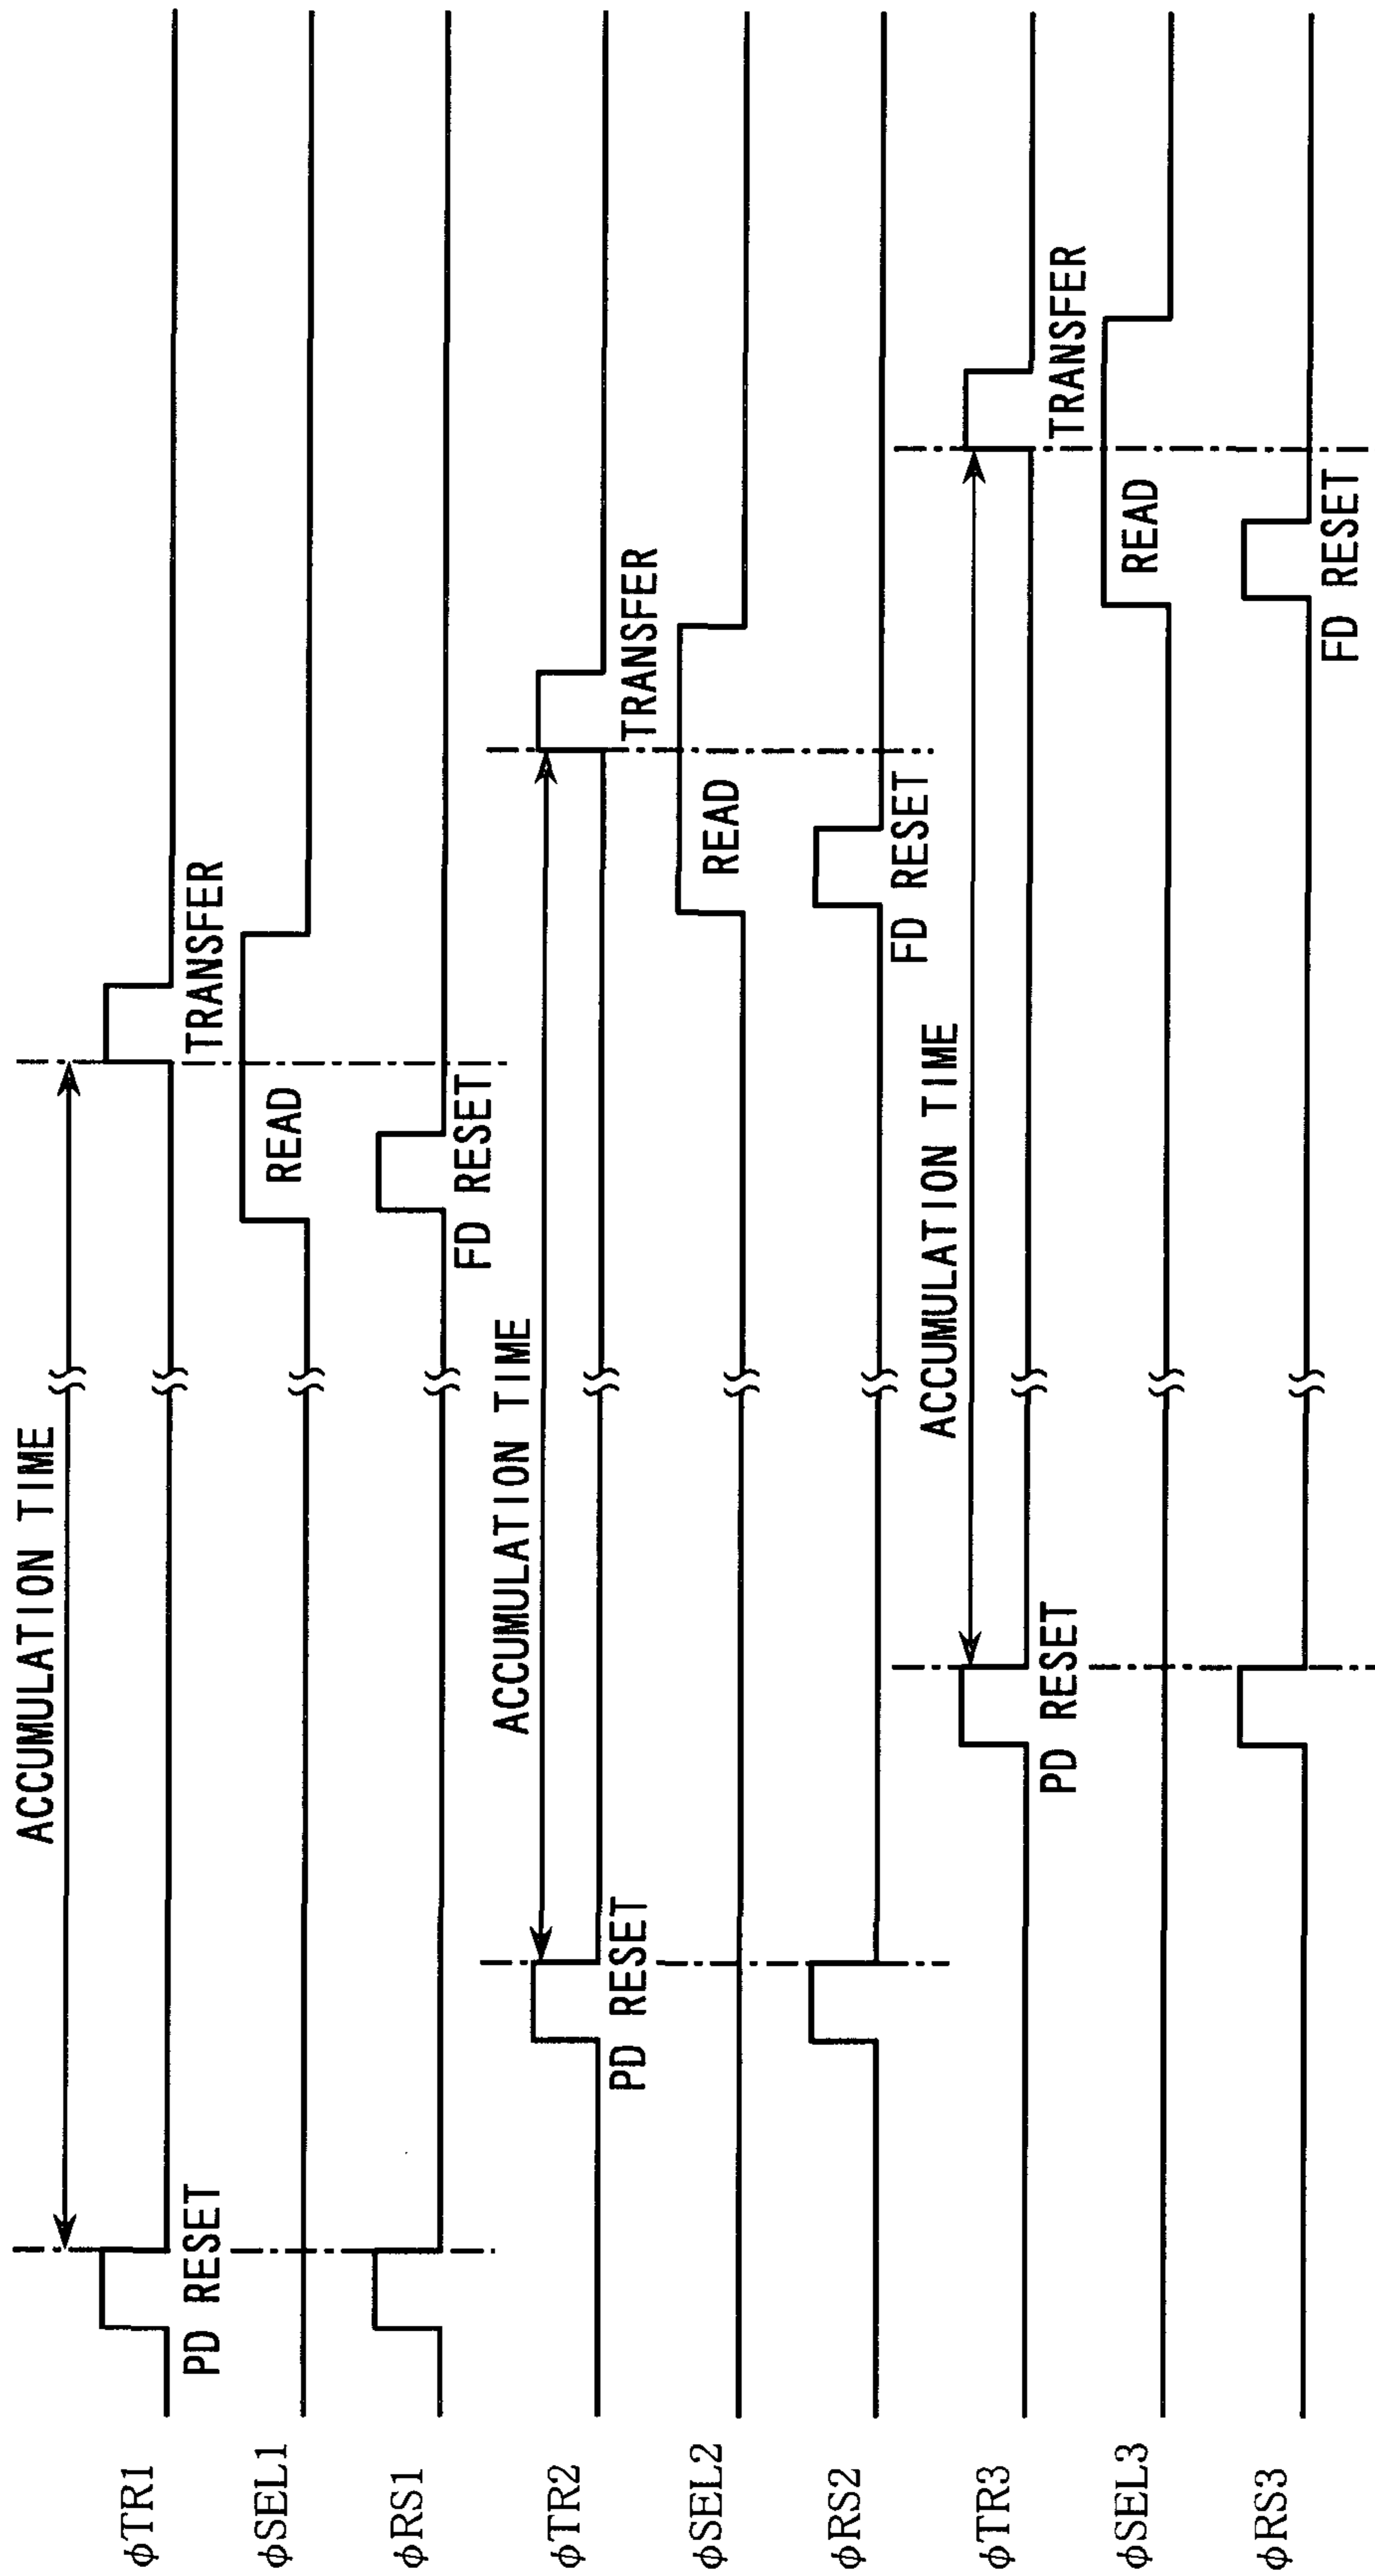 ACCUMULATION TIME
φTR1
PD RESET
TRANSFER
φSEL1
READ
φRS1
FD RESET
ACCUMULATION TIME
φTR2
PD RESET
TRANSFER
φSEL2
READ
φRS2
FD RESET
ACCUMULATION TIME
φTR3
PD RESET
TRANSFER
φSEL3
READ
φRS3
FD RESET